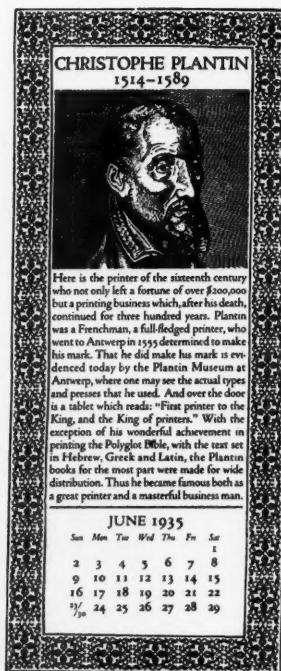 CHRISTOPHE PLANTIN
1514–1589
Here is the printer of the sixteenth century
who not only left a fortune of over $200,000
but a printing business which, after his death,
continued for three hundred years. Plantin
was a Frenchman, a full-fledged printer, who
went to Antwerp in 1555 determined to make
his mark. That he did make his mark is evi-
denced today by the Plantin Museum at
Antwerp, where one may see the actual types
and presses that he used. And over the door
is a tablet which reads: "First printer to the
King, and the King of printers." With the
exception of his wonderful achievement in
printing the Polyglot Bible, with the text set
in Hebrew, Greek and Latin, the Plantin
books for the most part were made for wide
distribution. Thus he became famous both as
a great printer and a masterful business man.
JUNE 1935
Sun Mon Tue Wed Thu Fri Sat
1
2 3 4 5 6 7 8
9 10 11 12 13 14 15
16 17 18 19 20 21 22
23/30 24 25 26 27 28 29